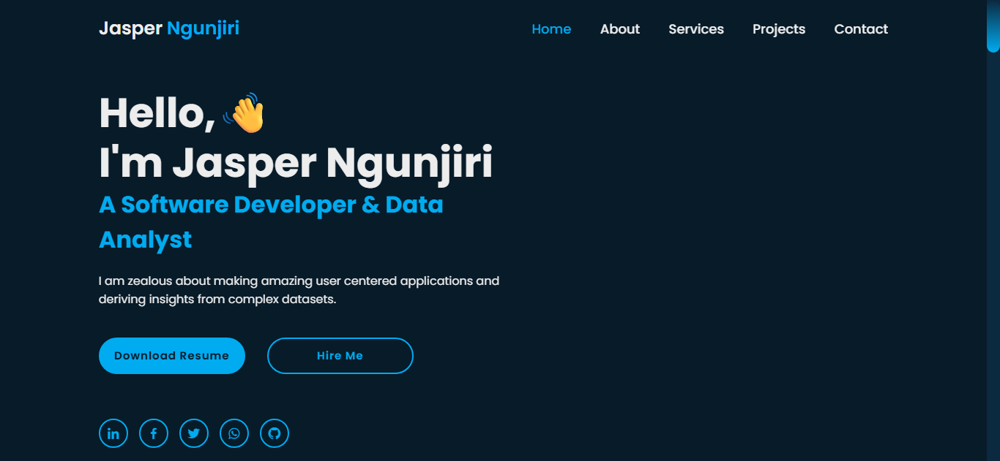 Jasper Ngunjiri
Home About Services Projects Contact
Hello, 👋
I'm Jasper Ngunjiri
A Software Developer & Data
Analyst
I am zealous about making amazing user centered applications and
deriving insights from complex datasets.
Download Resume Hire Me